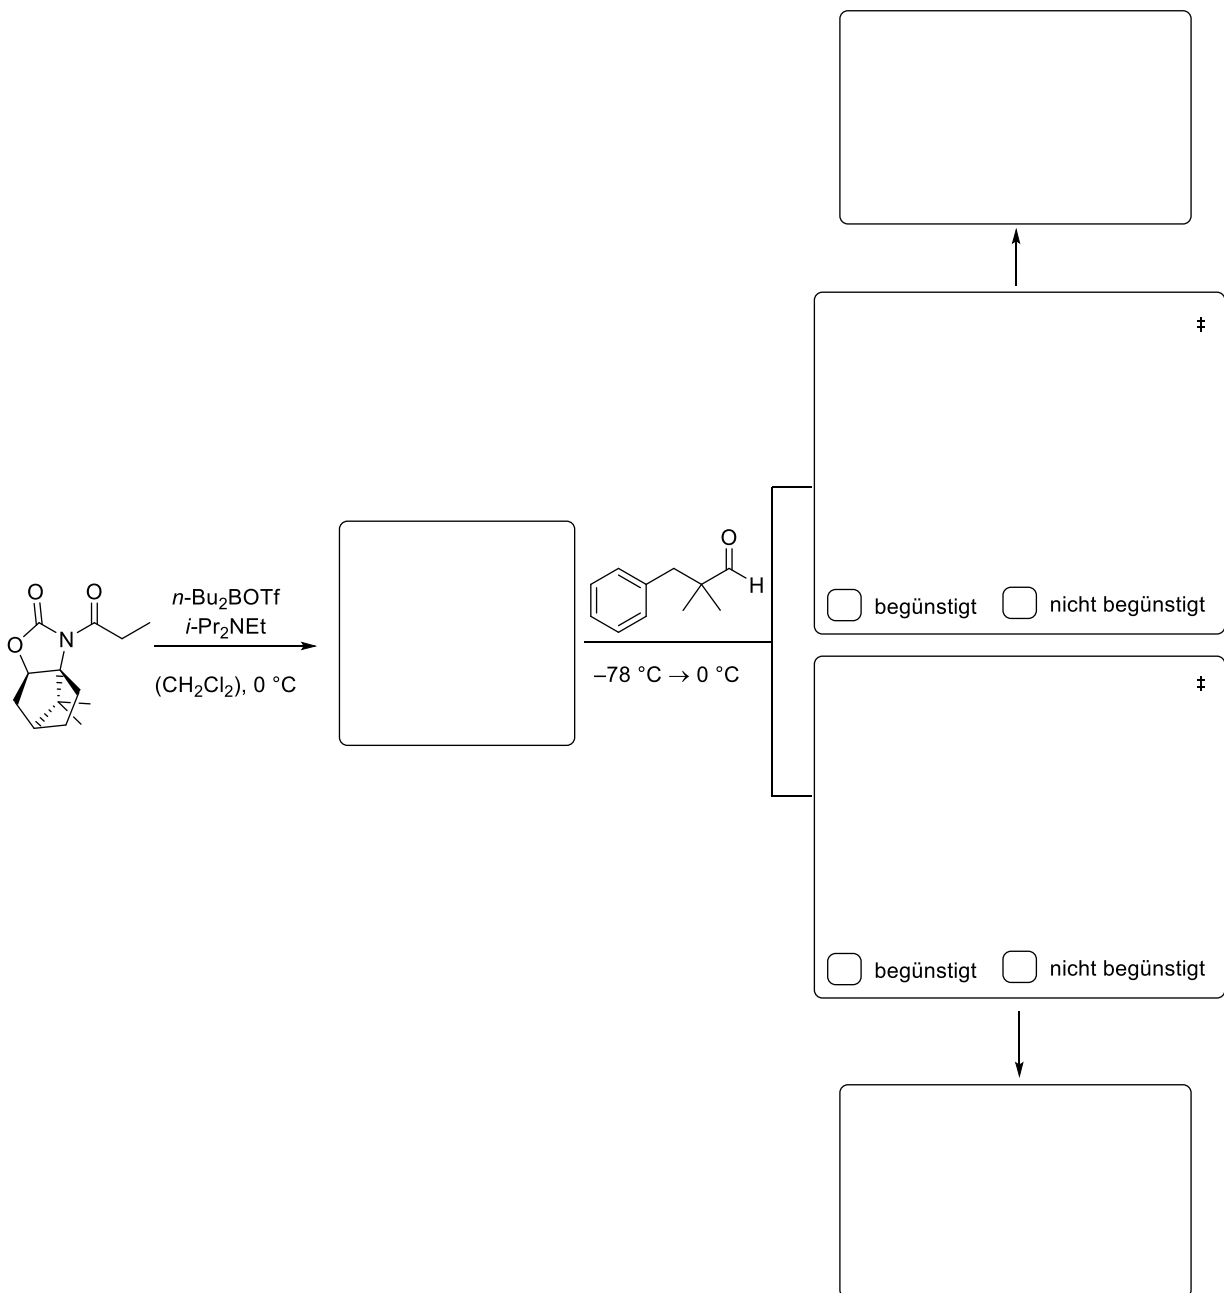 ‡
begünstigt nicht begünstigt
O O
O N
n-Bu₂BOTf
i-Pr₂NEt
(CH₂Cl₂), 0 °C
O
H
–78 °C → 0 °C
‡
begünstigt nicht begünstigt